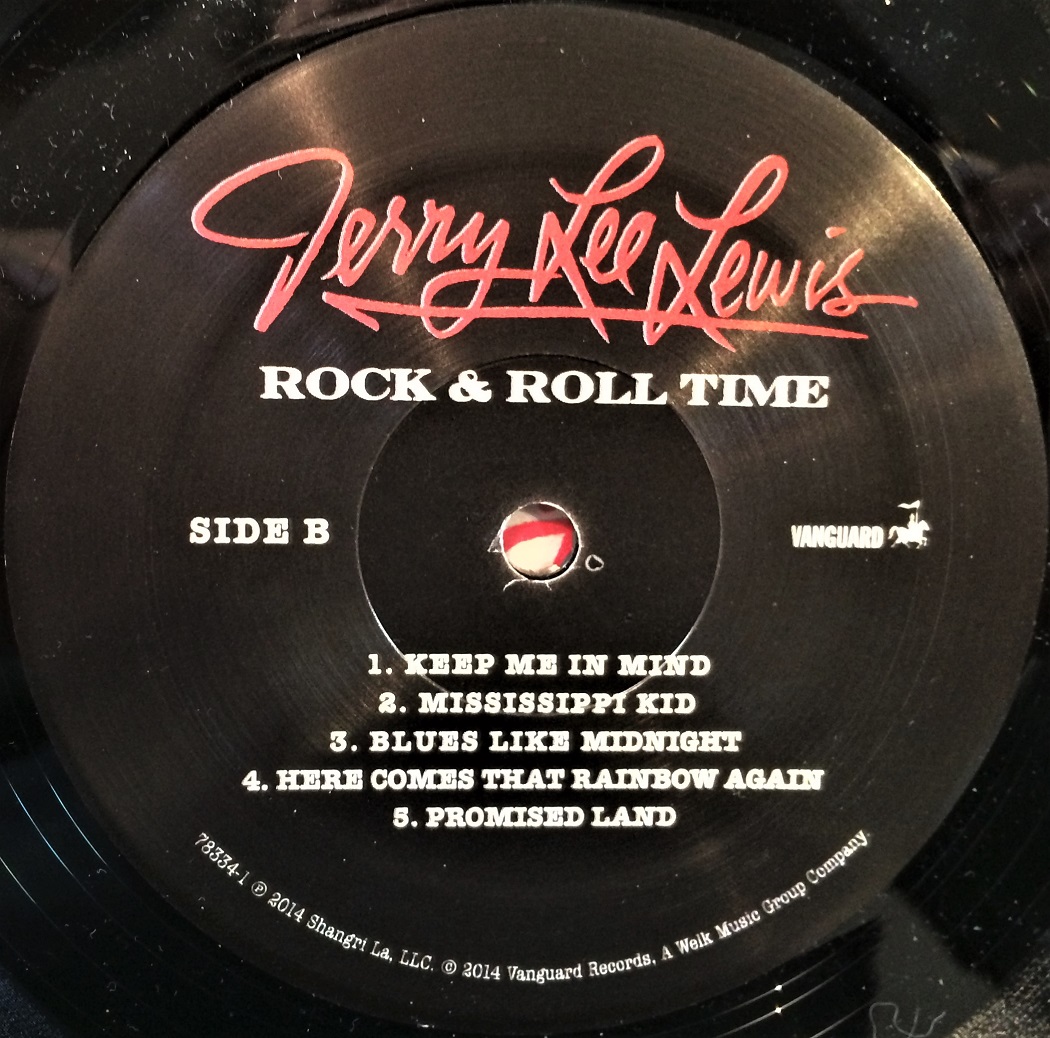 Jerry Lee Lewis
ROCK & ROLL TIME
SIDE B
VANGUARD
1. KEEP ME IN MIND
2. MISSISSIPPI KID
3. BLUES LIKE MIDNIGHT
4. HERE COMES THAT RAINBOW AGAIN
5. PROMISED LAND
78334-1 ℗ 2014 Shangri La, LLC. © 2014 Vanguard Records, A Welk Music Group Company.